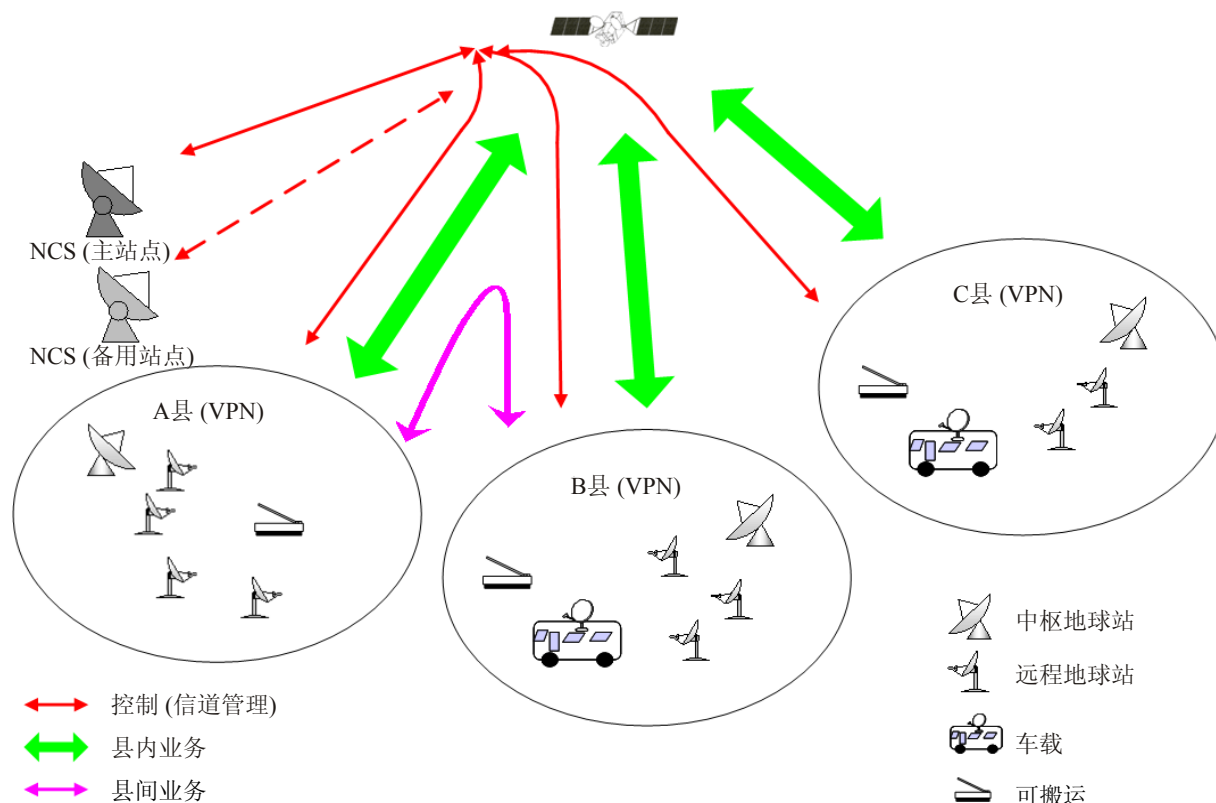 NCS (主站点)
NCS (备用站点)
A县 (VPN)
B县 (VPN)
C县 (VPN)
控制 (信道管理)
县内业务
县间业务
中枢地球站
远程地球站
车载
可搬运